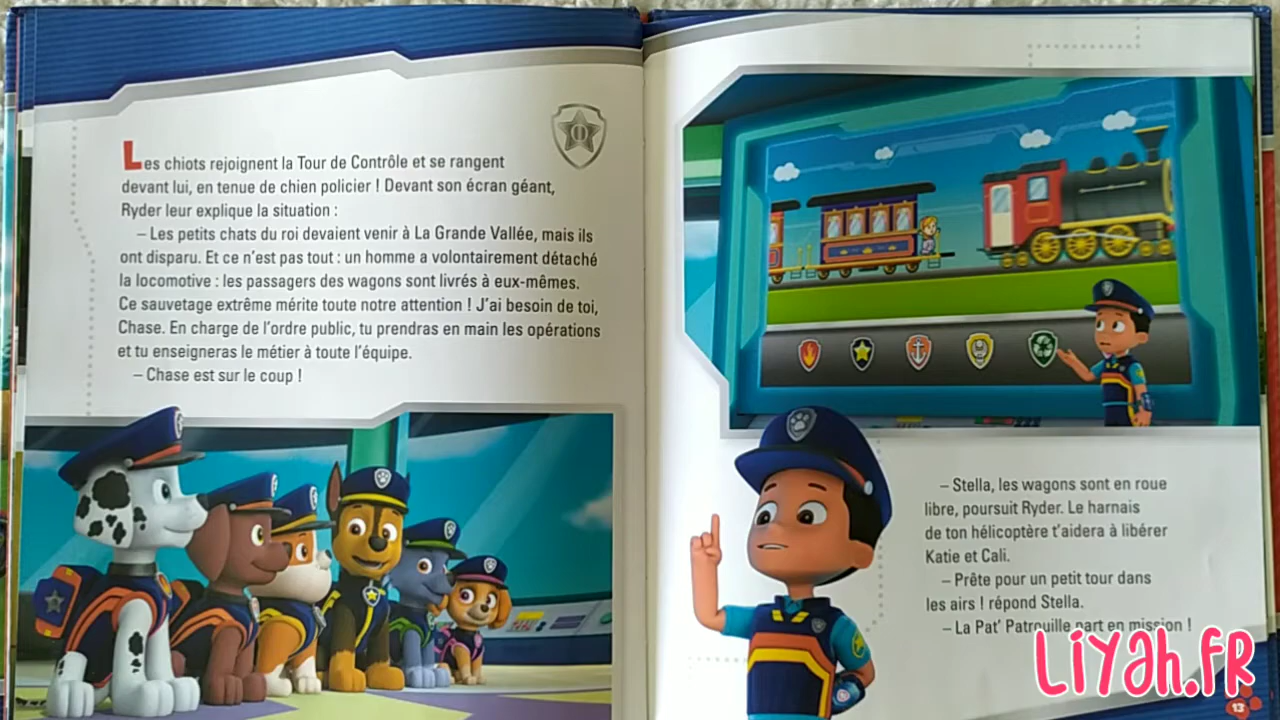 Les chiots rejoignent la Tour de Contrôle et se rangent
devant lui, en tenue de chien policier ! Devant son écran géant,
Ryder leur explique la situation :
– Les petits chats du roi devaient venir à La Grande Vallée, mais ils
ont disparu. Et ce n'est pas tout : un homme a volontairement détaché
la locomotive : les passagers des wagons sont livrés à eux-mêmes.
Ce sauvetage extrême mérite toute notre attention ! J'ai besoin de toi,
Chase. En charge de l'ordre public, tu prendras en main les opérations
et tu enseigneras le métier à toute l'équipe.
– Chase est sur le coup !
– Stella, les wagons sont en roue
libre, poursuit Ryder. Le harnais
de ton hélicoptère t'aidera à libérer
Katie et Cali.
– Prête pour un petit tour dans
les airs ! répond Stella.
– La Pat' Patrouille part en mission !
LiYah.FR
13